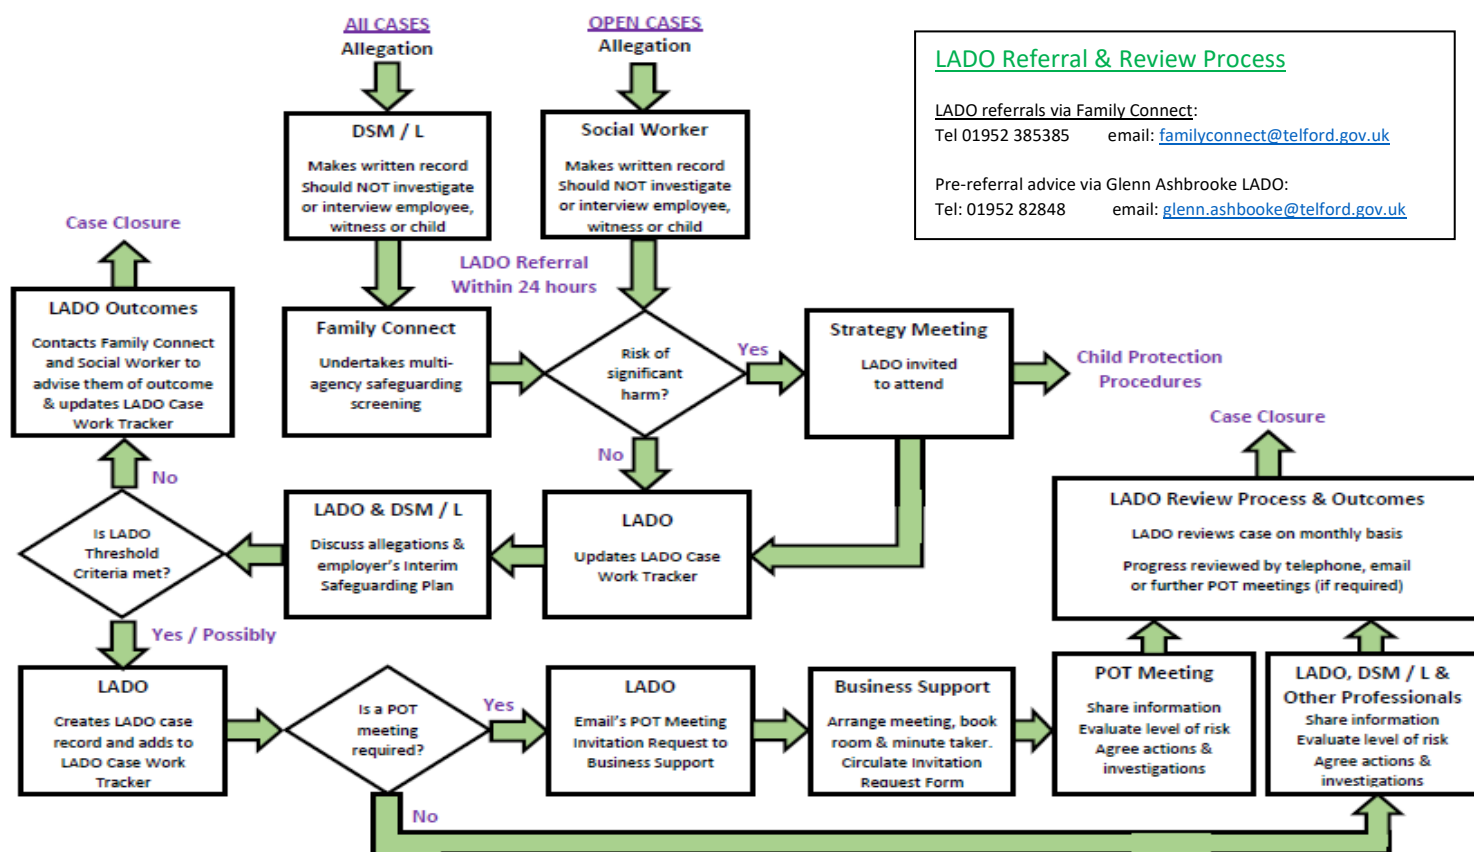 All CASES
Allegation
OPEN CASES
Allegation
LADO Referral & Review Process
LADO referrals via Family Connect:
Tel 01952 385385 email: familyconnect@telford.gov.uk
Pre-referral advice via Glenn Ashbrooke LADO:
Tel: 01952 82848 email: glenn.ashbooke@telford.gov.uk
DSM / L
Makes written record
Should NOT investigate
or interview employee,
witness or child
Social Worker
Makes written record
Should NOT investigate
or interview employee,
witness or child
Case Closure
LADO Referral
Within 24 hours
LADO Outcomes
Contacts Family Connect
and Social Worker to
advise them of outcome
& updates LADO Case
Work Tracker
Family Connect
Undertakes multi-
agency safeguarding
screening
Risk of
significant
harm?
Yes
Strategy Meeting
LADO invited
to attend
Child Protection
Procedures
No
Case Closure
No
Is LADO
Threshold
Criteria met?
LADO & DSM / L
Discuss allegations &
employer's Interim
Safeguarding Plan
LADO
Updates LADO Case
Work Tracker
LADO Review Process & Outcomes
LADO reviews case on monthly basis
Progress reviewed by telephone, email
or further POT meetings (if required)
Yes / Possibly
LADO
Creates LADO case
record and adds to
LADO Case Work
Tracker
Is a POT
meeting
required?
Yes
LADO
Email's POT Meeting
Invitation Request to
Business Support
Business Support
Arrange meeting, book
room & minute taker.
Circulate Invitation
Request Form
POT Meeting
Share information
Evaluate level of risk
Agree actions &
investigations
LADO, DSM / L &
Other Professionals
Share information
Evaluate level of risk
Agree actions &
investigations
No